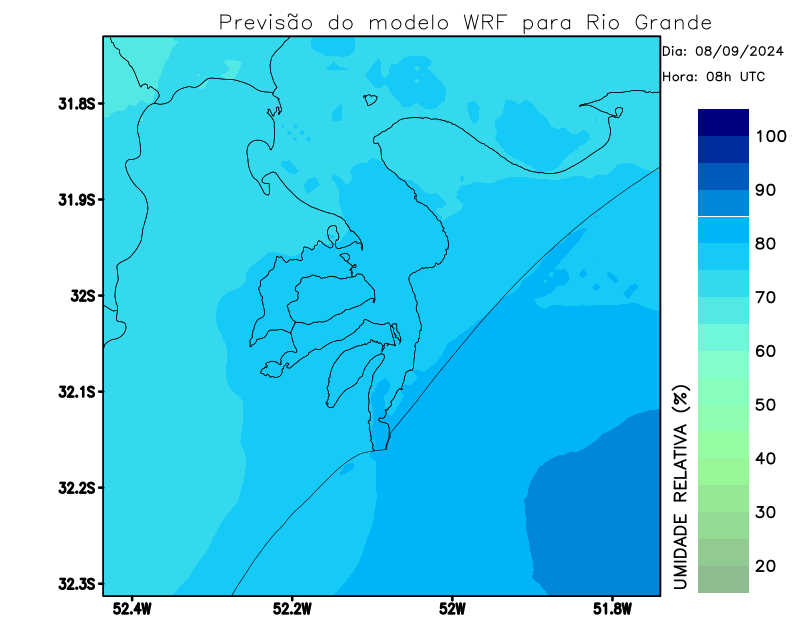 Previsão do modelo WRF para Rio Grande
Dia: 08/09/2024
Hora: 08h UTC
31.8S
31.9S
32S
32.1S
32.2S
32.3S
52.4W
52.2W
52W
51.8W
100
90
80
70
60
50
40
30
20
UMIDADE RELATIVA (%)